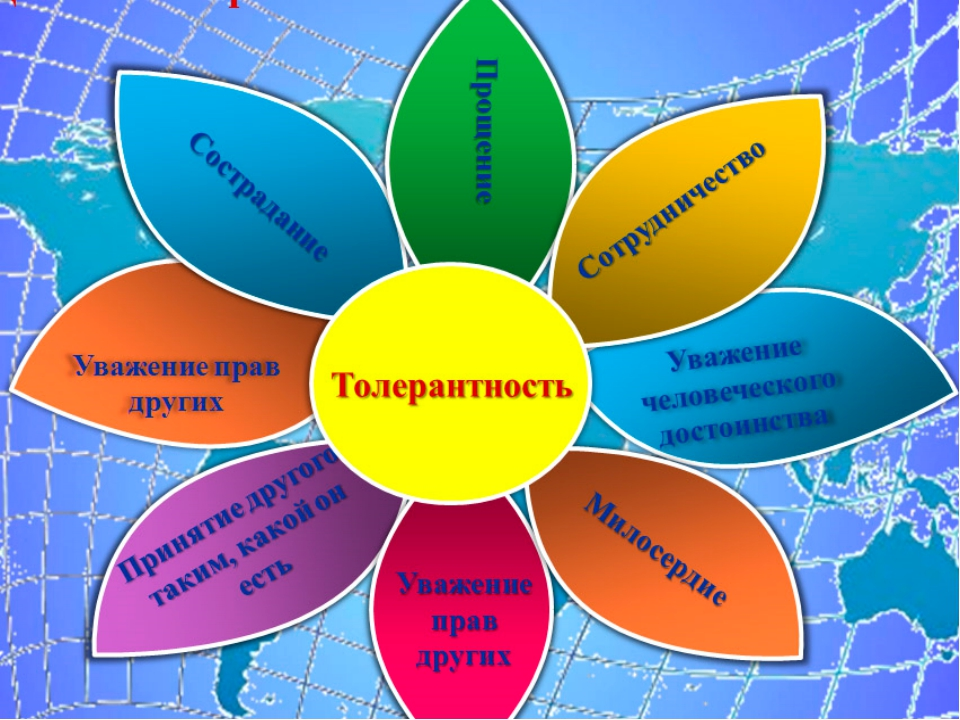 Прощение
Сострадание
Сотрудничество
Уважение прав
других
Толерантность
Уважение
человеческого
достоинства
Принятие другого
таким, какой он
есть
Уважение
прав
других
Милосердие